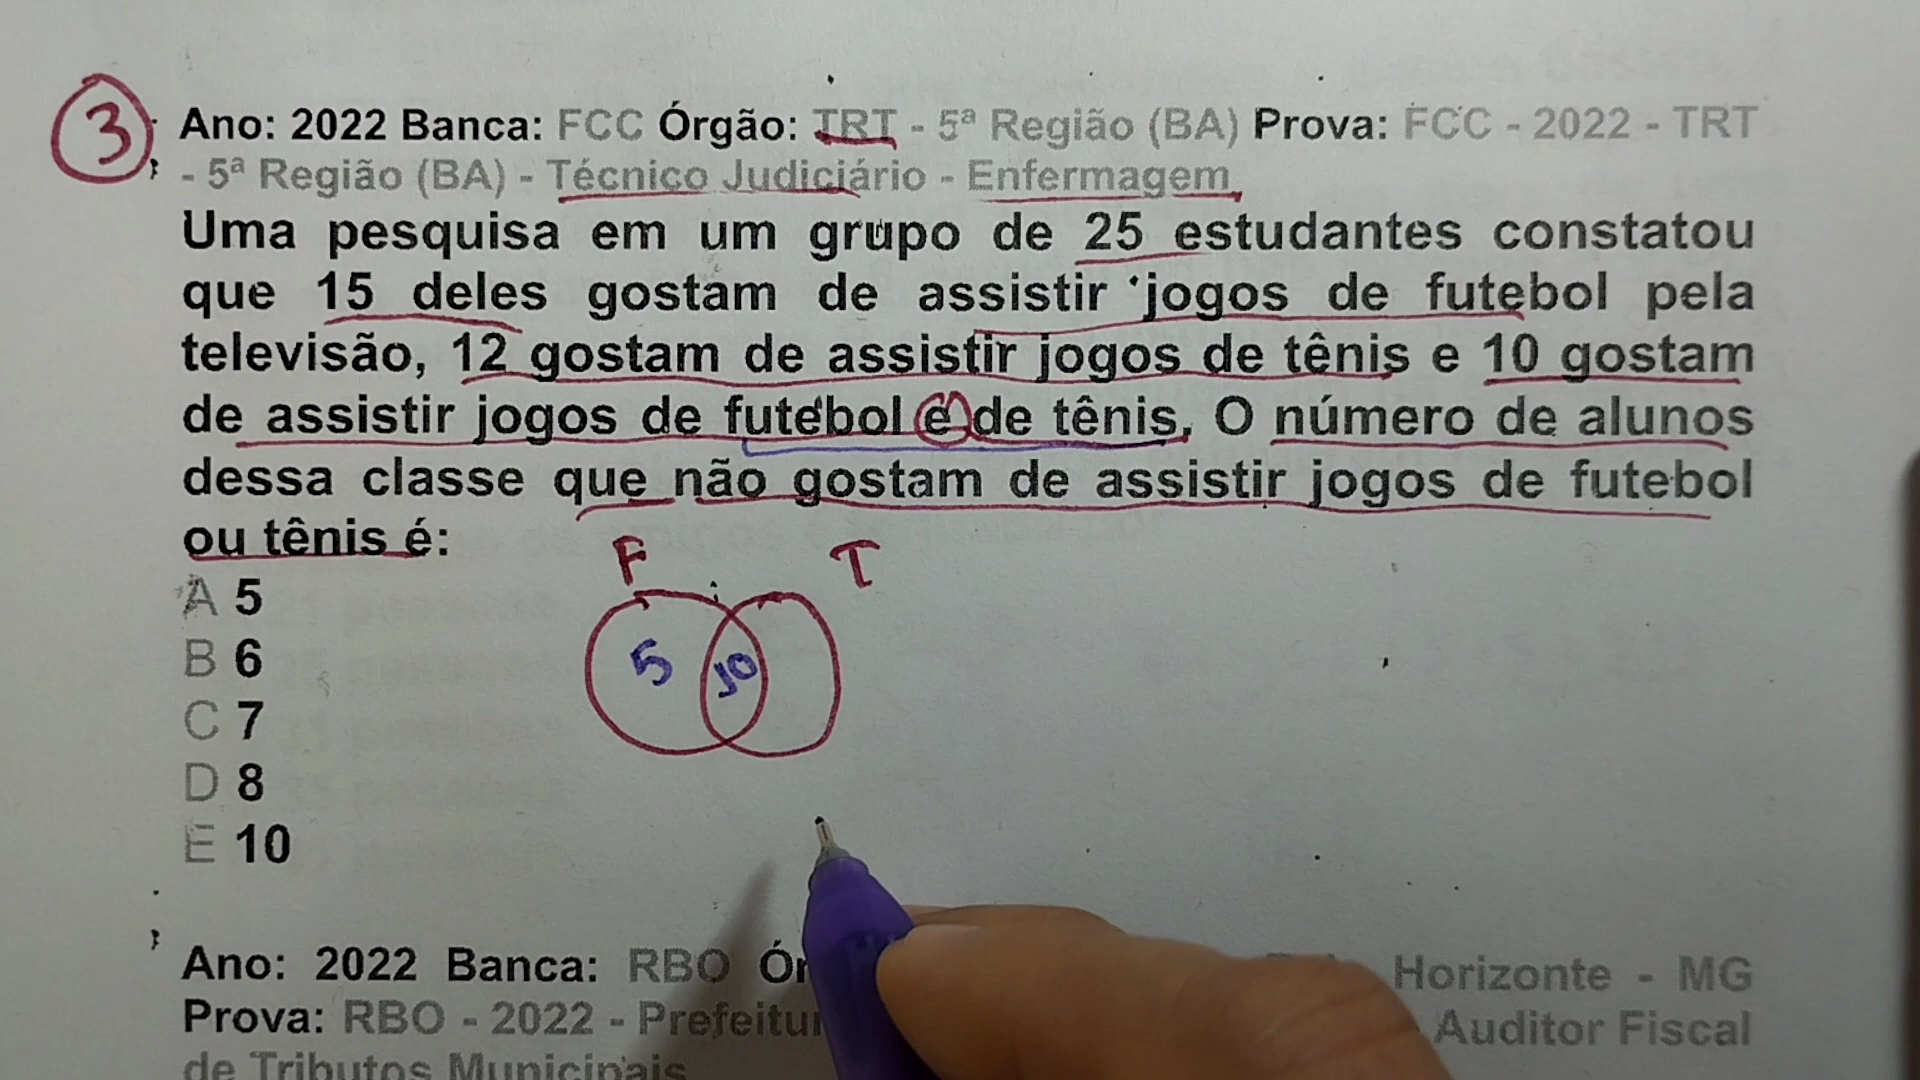 3
Ano: 2022 Banca: FCC Órgão: TRT - 5ª Região (BA) Prova: FCC - 2022 - TRT
- 5ª Região (BA) - Técnico Judiciário - Enfermagem
Uma pesquisa em um grupo de 25 estudantes constatou
que 15 deles gostam de assistir jogos de futebol pela
televisão, 12 gostam de assistir jogos de tênis e 10 gostam
de assistir jogos de futebol e de tênis. O número de alunos
dessa classe que não gostam de assistir jogos de futebol
ou tênis é:
F T
A 5
B 6
5 10
C 7
D 8
E 10
Ano: 2022 Banca: RBO Horizonte - MG
Prova: RBO - 2022 - Auditor Fiscal
de Tributos Municipais